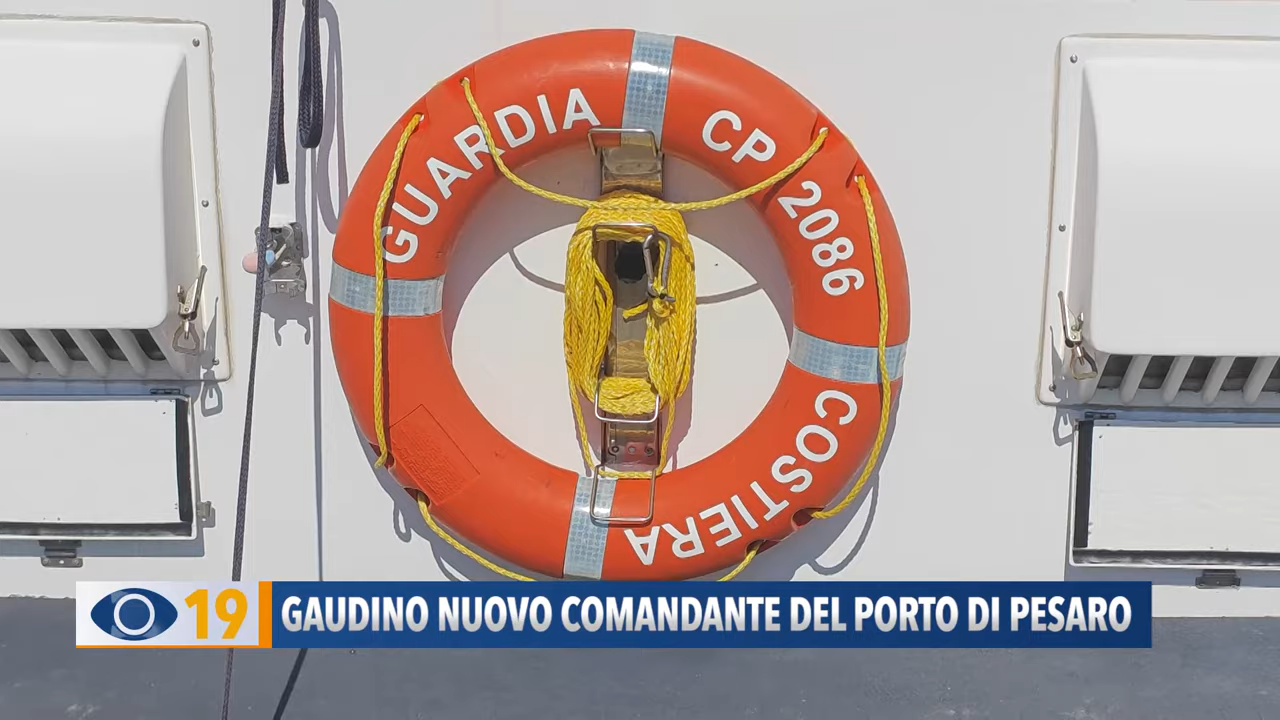 GUARDIA
CP 2086
COSTIERA
19 GAUDINO NUOVO COMANDANTE DEL PORTO DI PESARO